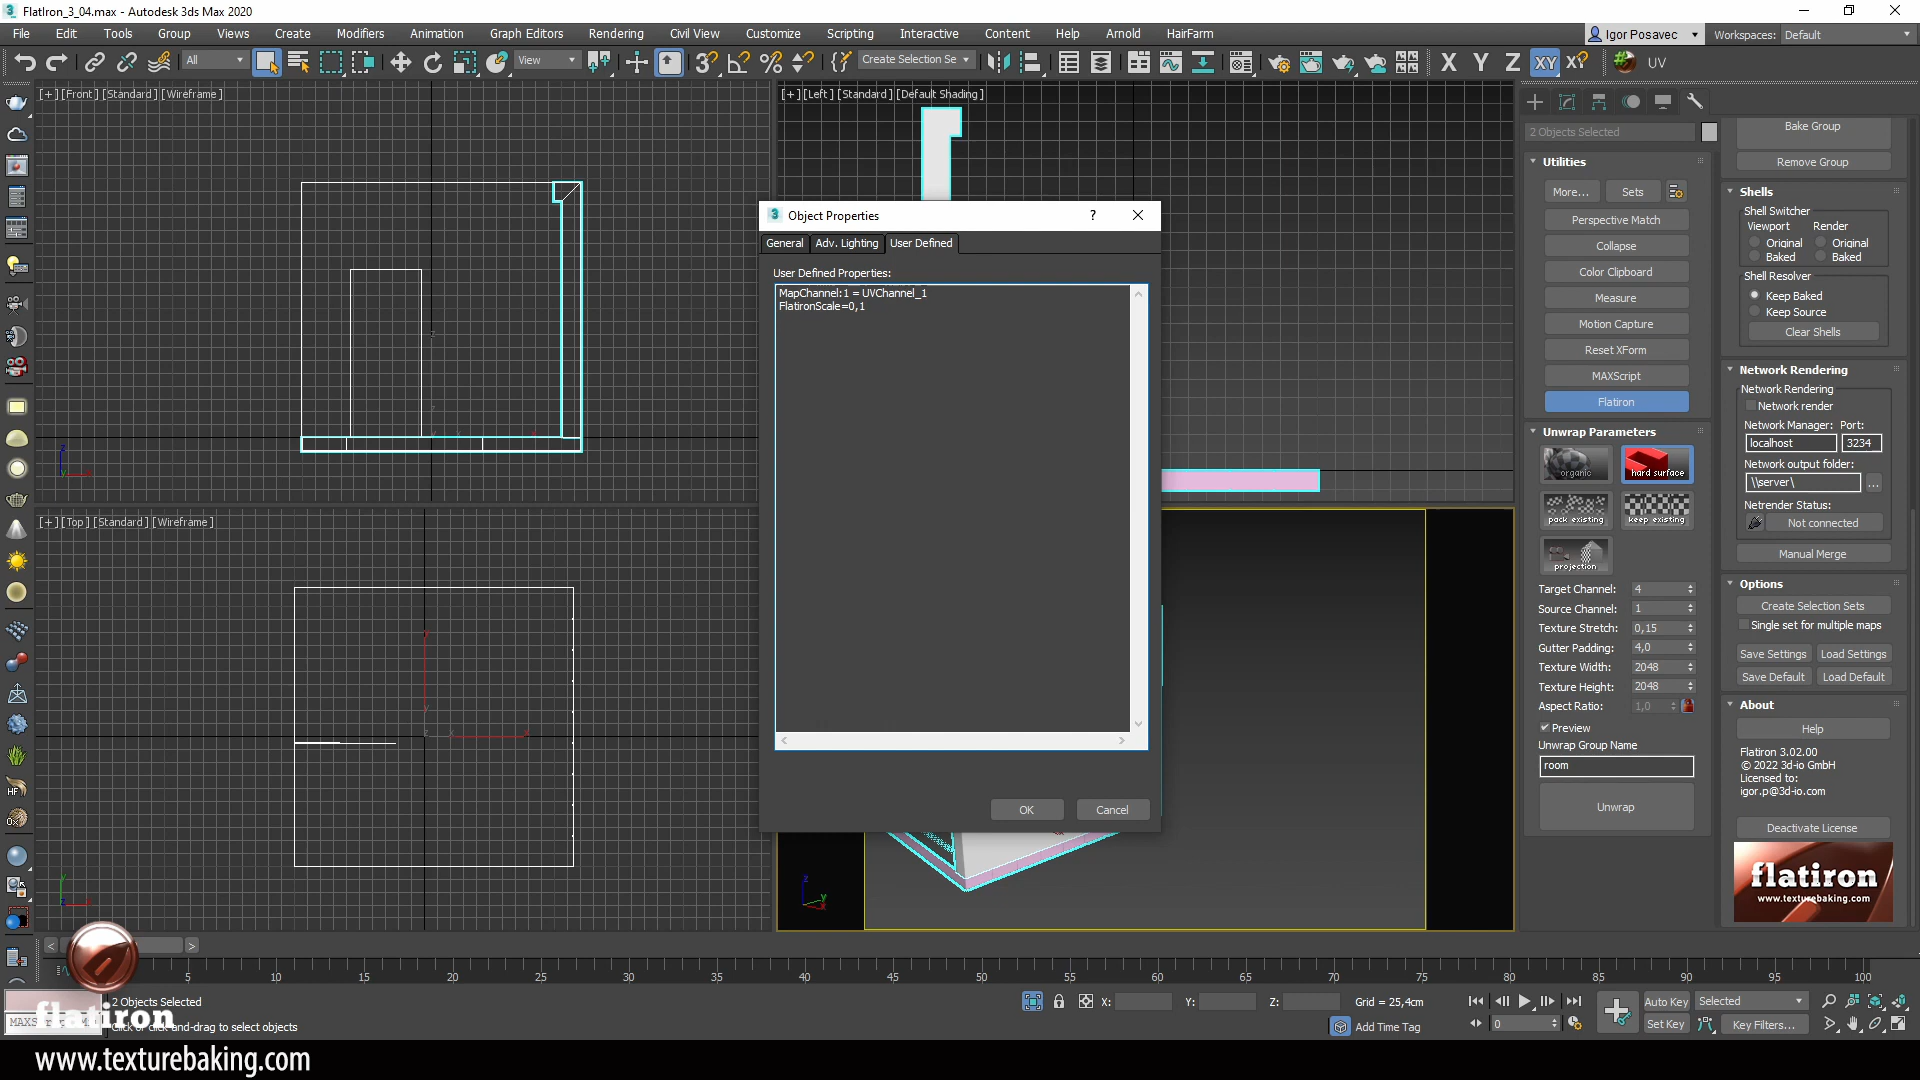 FlatIron_3_04.max - Autodesk 3ds Max 2020
File Edit Tools Group Views Create Modifiers Animation Graph Editors Rendering Civil View Customize Scripting Interactive Content Help Arnold HairFarm
Igor Posavec Workspaces: Default
All View Create Selection Se X Y Z XY XY UV
[+][Front][Standard][Wireframe]
[+][Left][Standard][Default Shading]
[+][Top][Standard][Wireframe]
Object Properties ?
General Adv. Lighting User Defined
User Defined Properties:
MapChannel:1 = UVChannel_1
FlatironScale=0,1
OK Cancel
2 Objects Selected
Utilities
More... Sets
Perspective Match
Collapse
Color Clipboard
Measure
Motion Capture
Reset XForm
MAXScript
Flatiron
Unwrap Parameters
organic hard surface
pack existing keep existing
projection
Target Channel: 4
Source Channel: 1
Texture Stretch: 0,15
Gutter Padding: 4,0
Texture Width: 2048
Texture Height: 2048
Aspect Ratio: 1,0
Preview
Unwrap Group Name
room
Unwrap
Bake Group
Remove Group
Shells
Shell Switcher
Viewport Render
Original Original
Baked Baked
Shell Resolver
Keep Baked
Keep Source
Clear Shells
Network Rendering
Network Rendering
Network render
Network Manager: Port:
localhost 3234
Network output folder:
\\server\ ...
Netrender Status:
Not connected
Manual Merge
Options
Create Selection Sets
Single set for multiple maps
Save Settings Load Settings
Save Default Load Default
About
Help
Flatiron 3.02.00
© 2022 3d-io GmbH
Licensed to:
igor.p@3d-io.com
Deactivate License
flatiron
www.texturebaking.com
5 10 15 20 25 30 35 40 45 50 55 60 65 70 75 80 85 90 95 100
2 Objects Selected
Click or click-and-drag to select objects
X: Y: Z: Grid = 25,4cm
Add Time Tag
0
Auto Key Selected
Set Key Key Filters...
flatiron
www.texturebaking.com